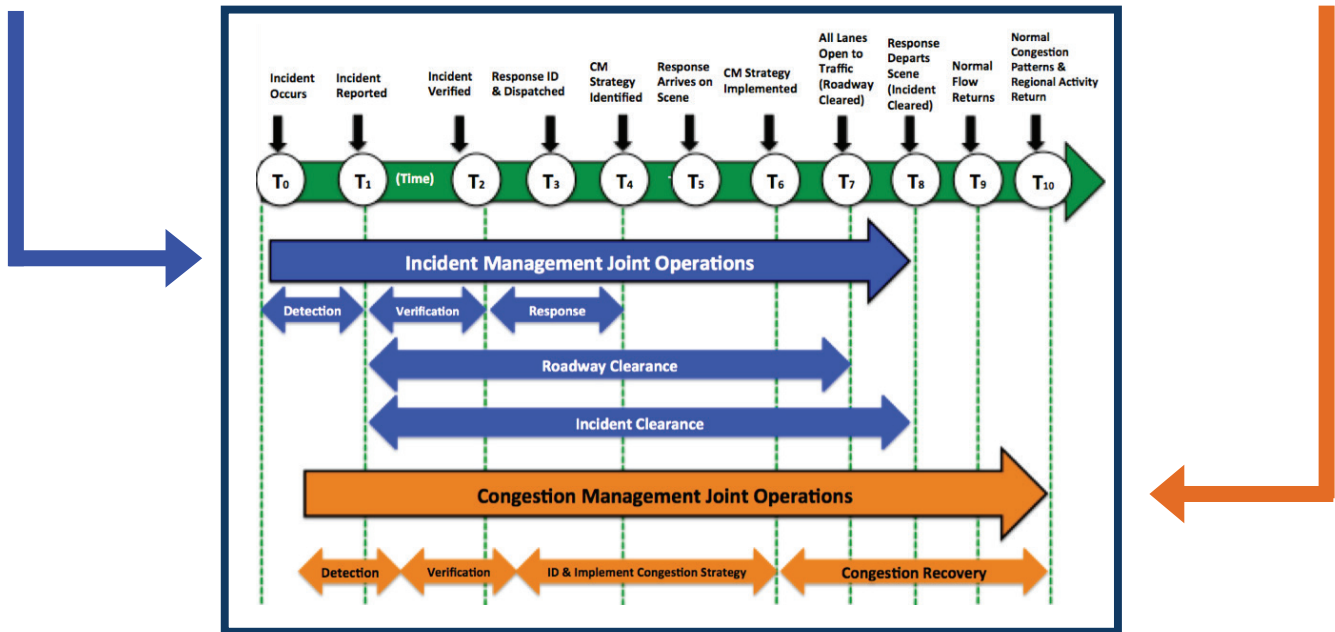 Incident
Occurs
Incident
Reported
Incident
Verified
Response ID
& Dispatched
CM
Strategy
Identified
Response
Arrives on
Scene
CM Strategy
Implemented
All Lanes
Open to
Traffic
(Roadway
Cleared)
Response
Departs
Scene
(Incident
Cleared)
Normal
Flow
Returns
Normal
Congestion
Patterns &
Regional Activity
Return
T0 T1 (Time) T2 T3 T4 T5 T6 T7 T8 T9 T10
Incident Management Joint Operations
Detection Verification Response
Roadway Clearance
Incident Clearance
Congestion Management Joint Operations
Detection Verification ID & Implement Congestion Strategy Congestion Recovery